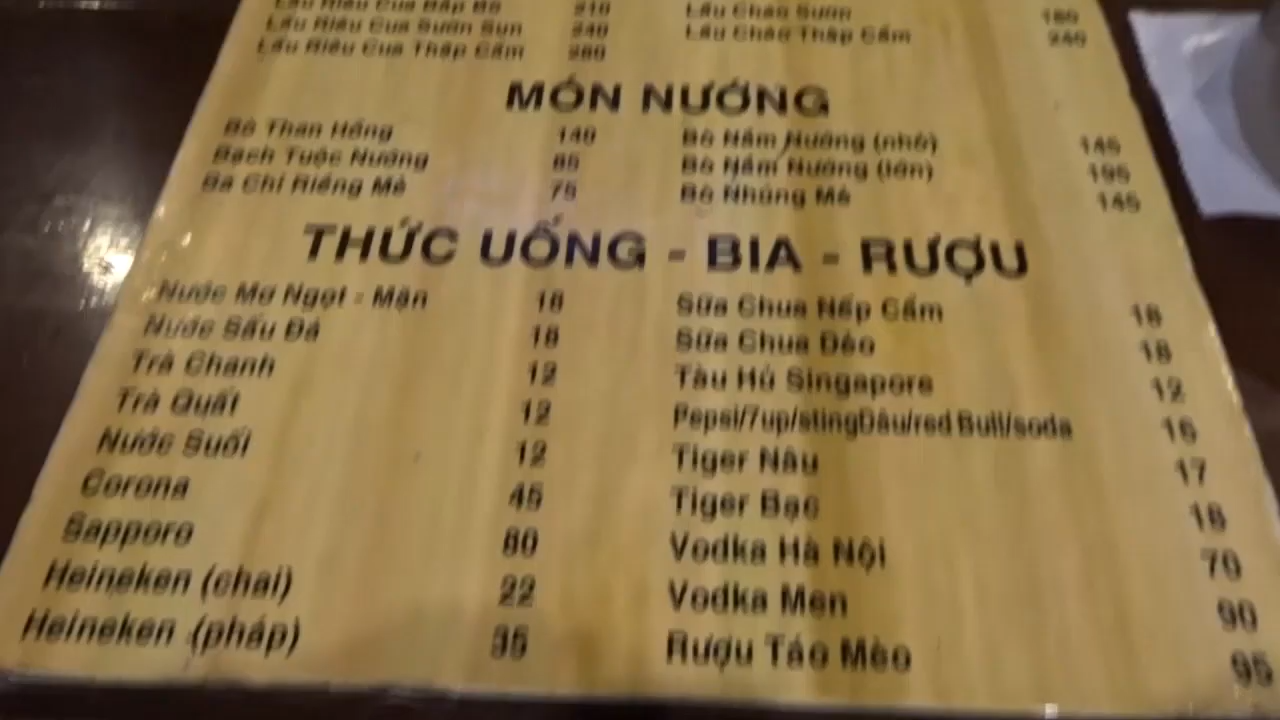 Lẩu Riêu Cua Bắp Bò 210 Lẩu Cháo Sườn 180
Lẩu Riêu Cua Sườn Sụn 240 Lẩu Cháo Thập Cẩm 240
Lẩu Riêu Cua Thập Cẩm 280
MÓN NƯỚNG
Bò Than Hồng 140 Bò Nầm Nướng (nhỏ) 145
Bạch Tuộc Nướng 85 Bò Nầm Nướng (lớn) 195
Ba Chỉ Riềng Mẻ 75 Bò Nhúng Mẻ 145
THỨC UỐNG - BIA - RƯỢU
Nước Mơ Ngọt - Mặn 18 Sữa Chua Nếp Cẩm 18
Nước Sấu Đá 18 Sữa Chua Dẻo 18
Trà Chanh 12 Tàu Hủ Singapore 12
Trà Quất 12 Pepsi/7up/stingDâu/red Bull/soda 16
Nước Suối 12 Tiger Nâu 17
Corona 45 Tiger Bạc 18
Sapporo 60 Vodka Hà Nội 70
Heineken (chai) 22 Vodka Men 90
Heineken (pháp) 35 Rượu Táo Mèo 95